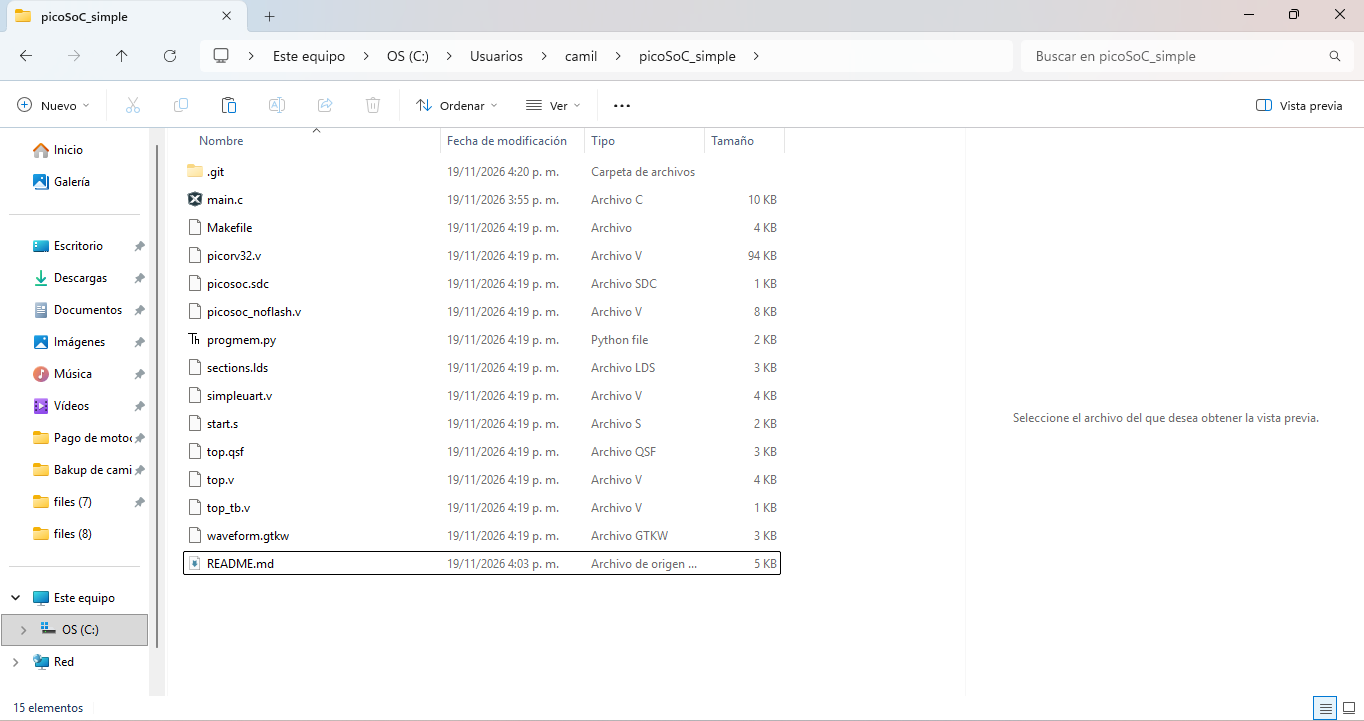 picoSoC_simple
Este equipo > OS (C:) > Usuarios > camil > picoSoC_simple >
Buscar en picoSoC_simple
Nuevo
Ordenar
Ver
Vista previa
Nombre Fecha de modificación Tipo Tamaño
Inicio
Galería
Escritorio
Descargas
Documentos
Imágenes
Música
Vídeos
Pago de motoc
Bakup de cami
files (7)
files (8)
Este equipo
OS (C:)
Red
.git 19/11/2026 4:20 p. m. Carpeta de archivos
main.c 19/11/2026 3:55 p. m. Archivo C 10 KB
Makefile 19/11/2026 4:19 p. m. Archivo 4 KB
picorv32.v 19/11/2026 4:19 p. m. Archivo V 94 KB
picosoc.sdc 19/11/2026 4:19 p. m. Archivo SDC 1 KB
picosoc_noflash.v 19/11/2026 4:19 p. m. Archivo V 8 KB
progmem.py 19/11/2026 4:19 p. m. Python file 2 KB
sections.lds 19/11/2026 4:19 p. m. Archivo LDS 3 KB
simpleuart.v 19/11/2026 4:19 p. m. Archivo V 4 KB
start.s 19/11/2026 4:19 p. m. Archivo S 2 KB
top.qsf 19/11/2026 4:19 p. m. Archivo QSF 3 KB
top.v 19/11/2026 4:19 p. m. Archivo V 4 KB
top_tb.v 19/11/2026 4:19 p. m. Archivo V 1 KB
waveform.gtkw 19/11/2026 4:19 p. m. Archivo GTKW 3 KB
README.md 19/11/2026 4:03 p. m. Archivo de origen ... 5 KB
Seleccione el archivo del que desea obtener la vista previa.
15 elementos